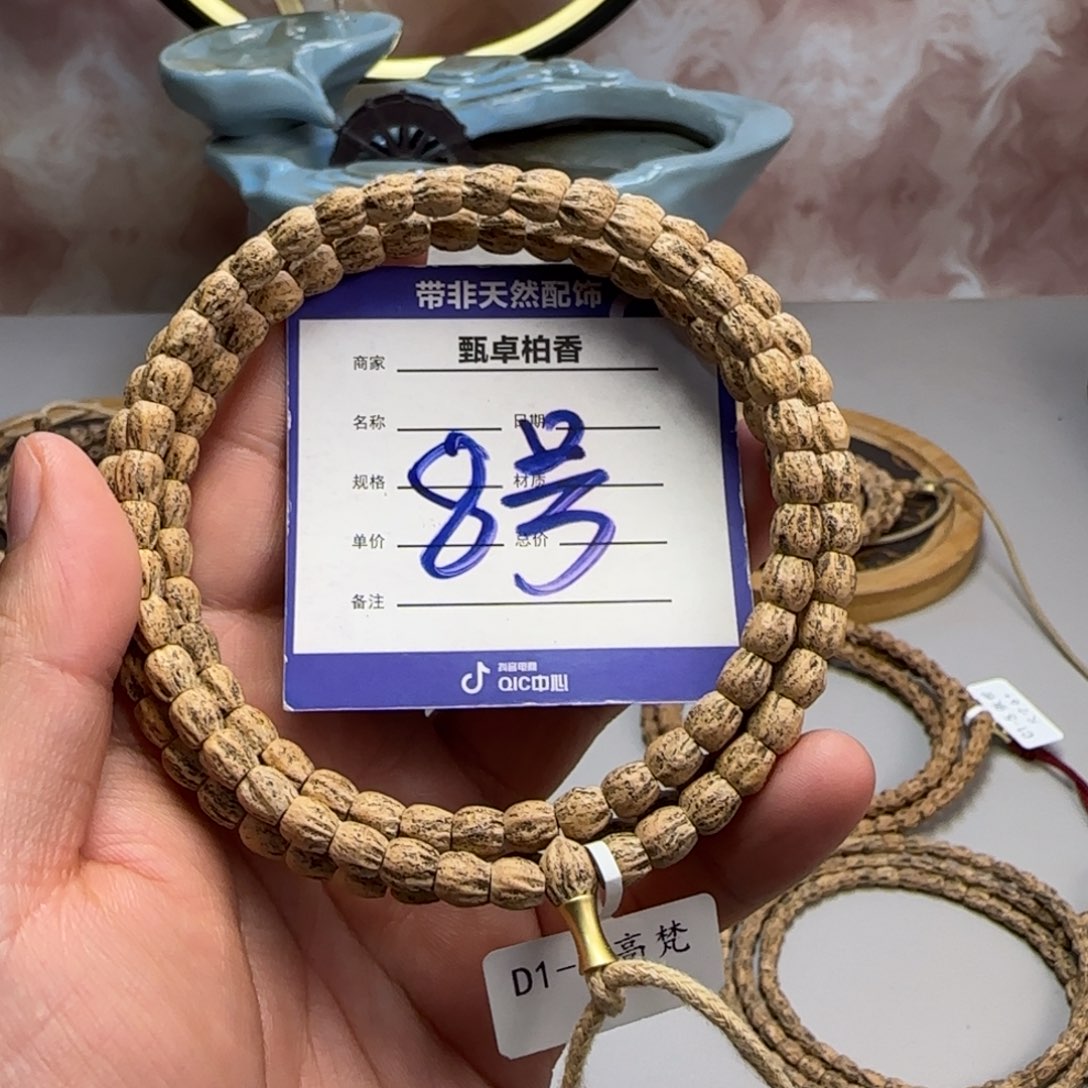 带非天然配饰
商家 甄卓柏香
名称 日期
规格 材质
8号
单价 总价
备注
抖音电商
QIC中心
D1-高梵